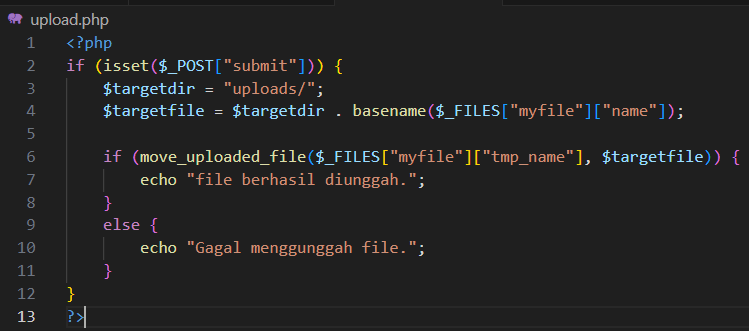 upload.php
1 <?php
2 if (isset($_POST["submit"])) {
3     $targetdir = "uploads/";
4     $targetfile = $targetdir . basename($_FILES["myfile"]["name"]);
5
6     if (move_uploaded_file($_FILES["myfile"]["tmp_name"], $targetfile)) {
7         echo "file berhasil diunggah.";
8     }
9     else {
10         echo "Gagal menggunggah file.";
11     }
12 }
13 ?>